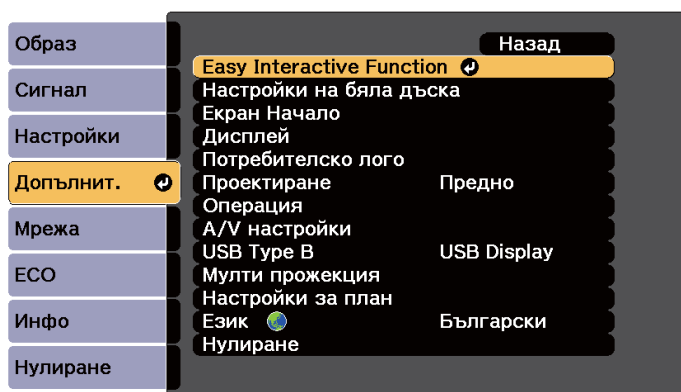 Образ
Сигнал
Настройки
Допълнит.
Мрежа
ECO
Инфо
Нулиране
Назад
Easy Interactive Function
Настройки на бяла дъска
Екран Начало
Дисплей
Потребителско лого
Проектиране Предно
Операция
A/V настройки
USB Type B USB Display
Мулти прожекция
Настройки за план
Език Български
Нулиране